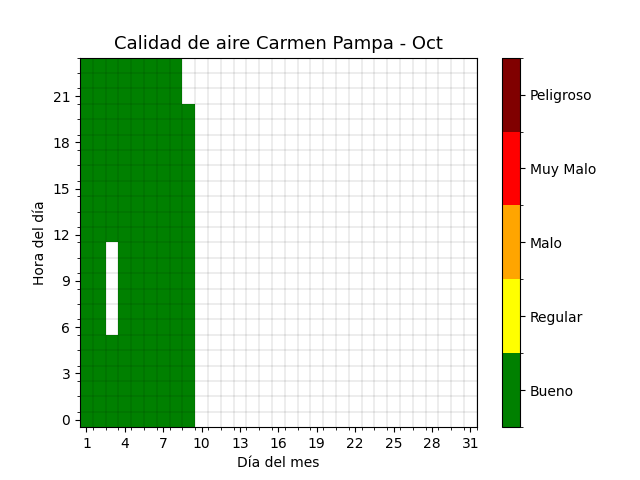 Calidad de aire Carmen Pampa - Oct
Hora del día
21
18
15
12
9
6
3
0
1 4 7 10 13 16 19 22 25 28 31
Día del mes
Peligroso
Muy Malo
Malo
Regular
Bueno